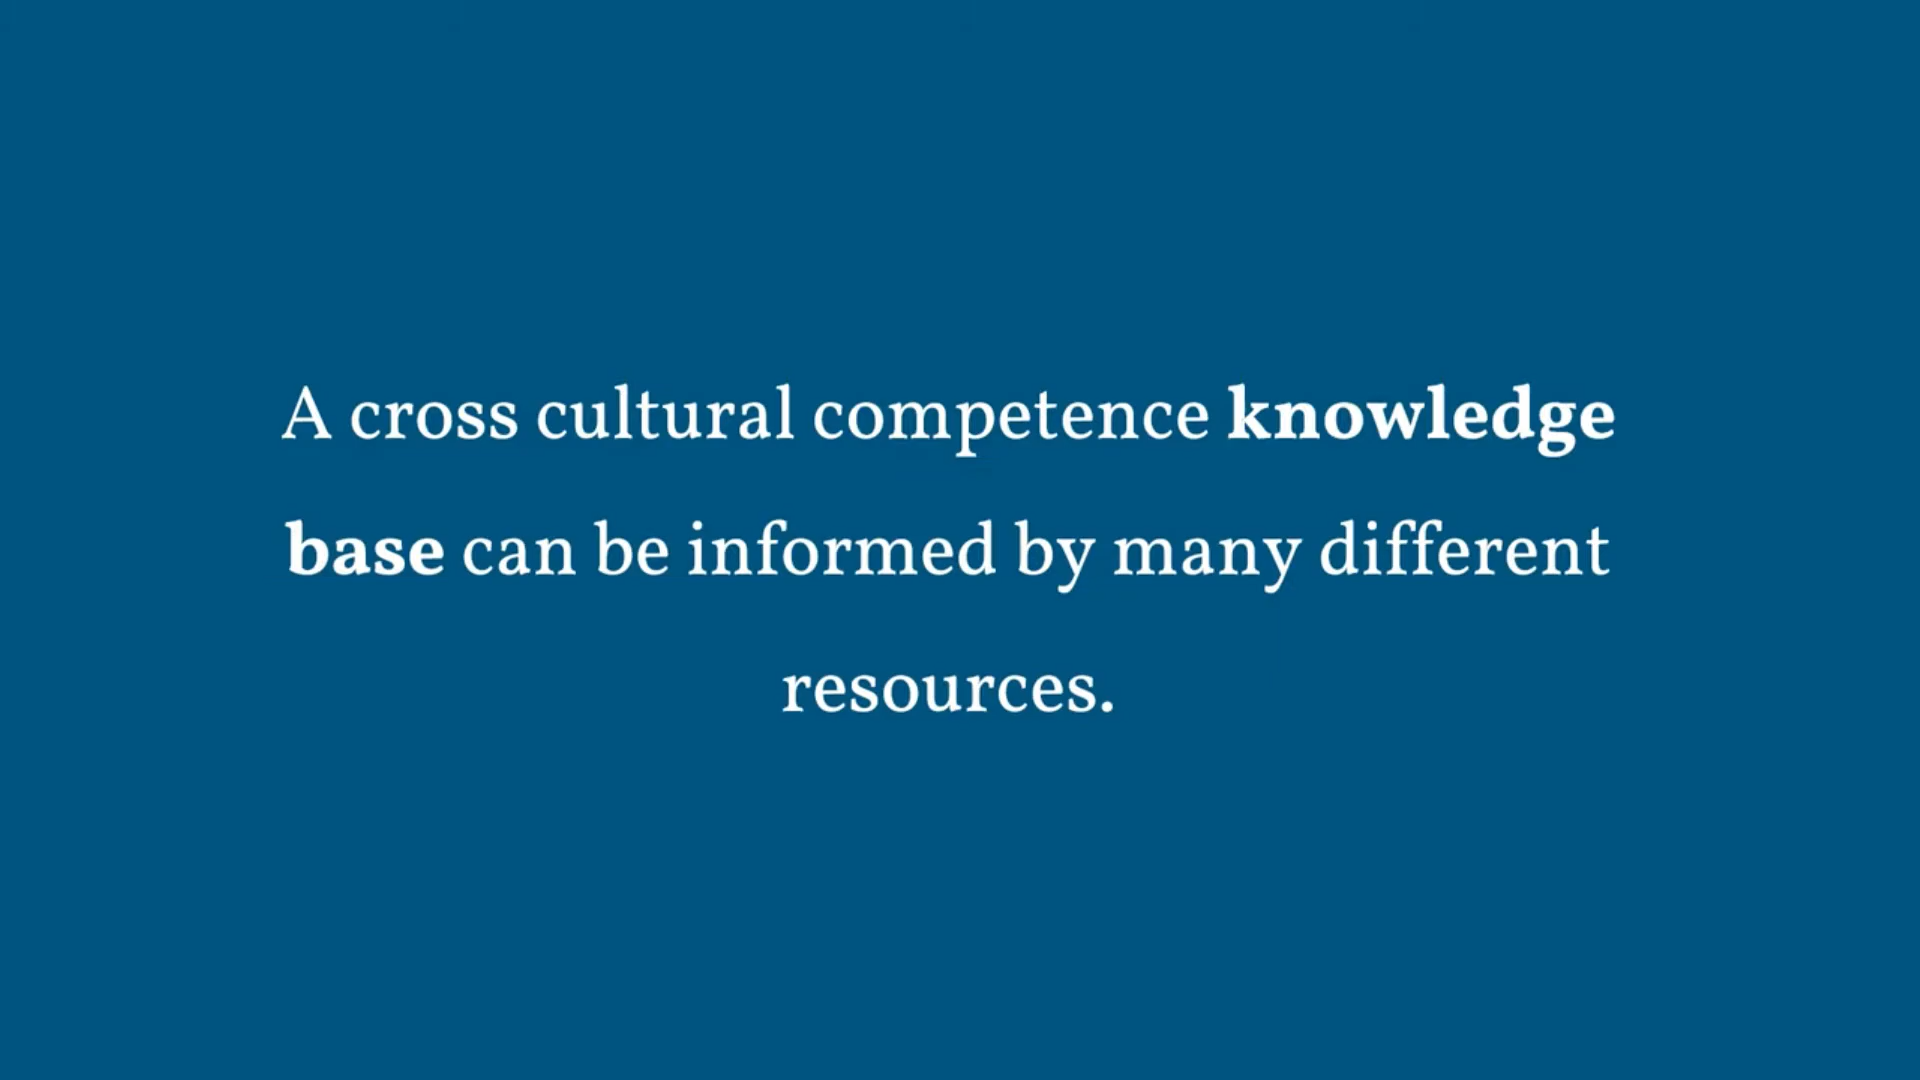 A cross cultural competence knowledge
base can be informed by many different
resources.